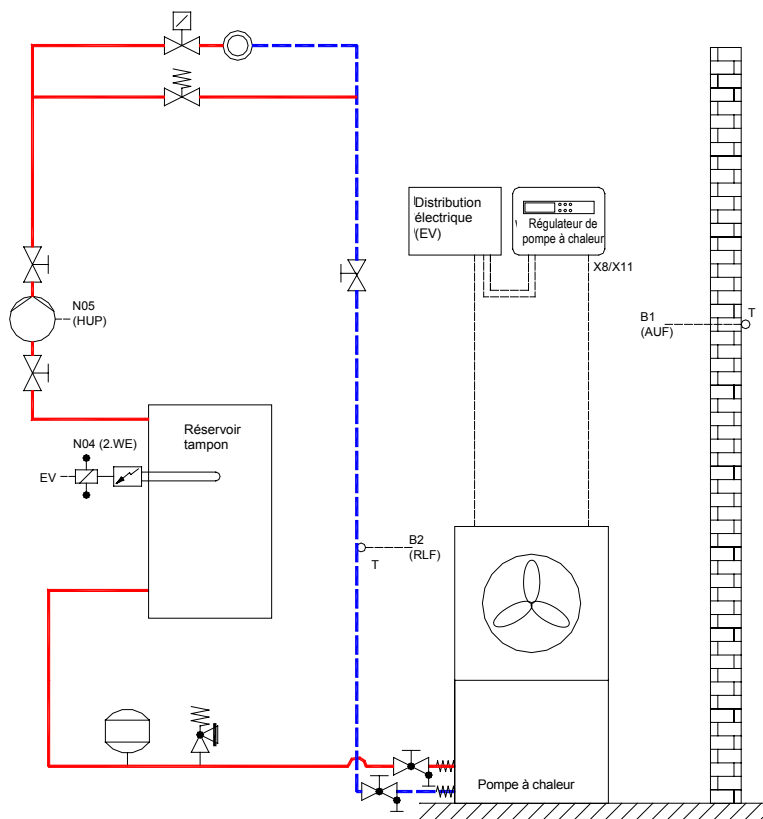 Distribution
électrique
(EV)
Régulateur de
pompe à chaleur
X8/X11
N05
(HUP)
B1
(AUF)
T
Réservoir
tampon
N04 (2.WE)
EV
B2
(RLF)
T
Pompe à chaleur